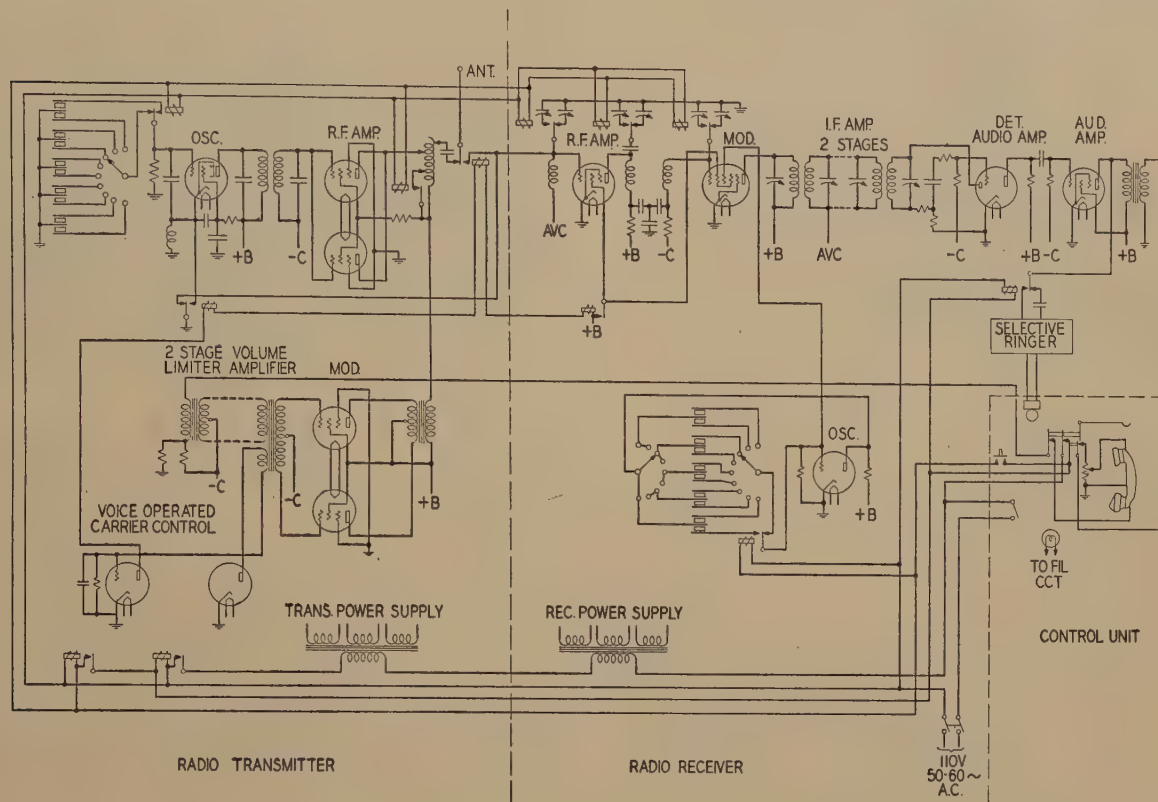 ANT.
OSC.
R.F. AMP.
R.F. AMP.
MOD.
I.F. AMP.
2 STAGES
DET.
AUDIO AMP.
AUD.
AMP.
+B
-C
AVC
+B
-C
+B
AVC
-C
+B
-C
+B
+B
SELECTIVE
RINGER
2 STAGE VOLUME
LIMITER AMPLIFIER
MOD.
-C
-C
+B
OSC.
+B
VOICE OPERATED
CARRIER CONTROL
TO FIL
CCT
TRANS. POWER SUPPLY
REC. POWER SUPPLY
CONTROL UNIT
RADIO TRANSMITTER
RADIO RECEIVER
110V
50-60~
A.C.